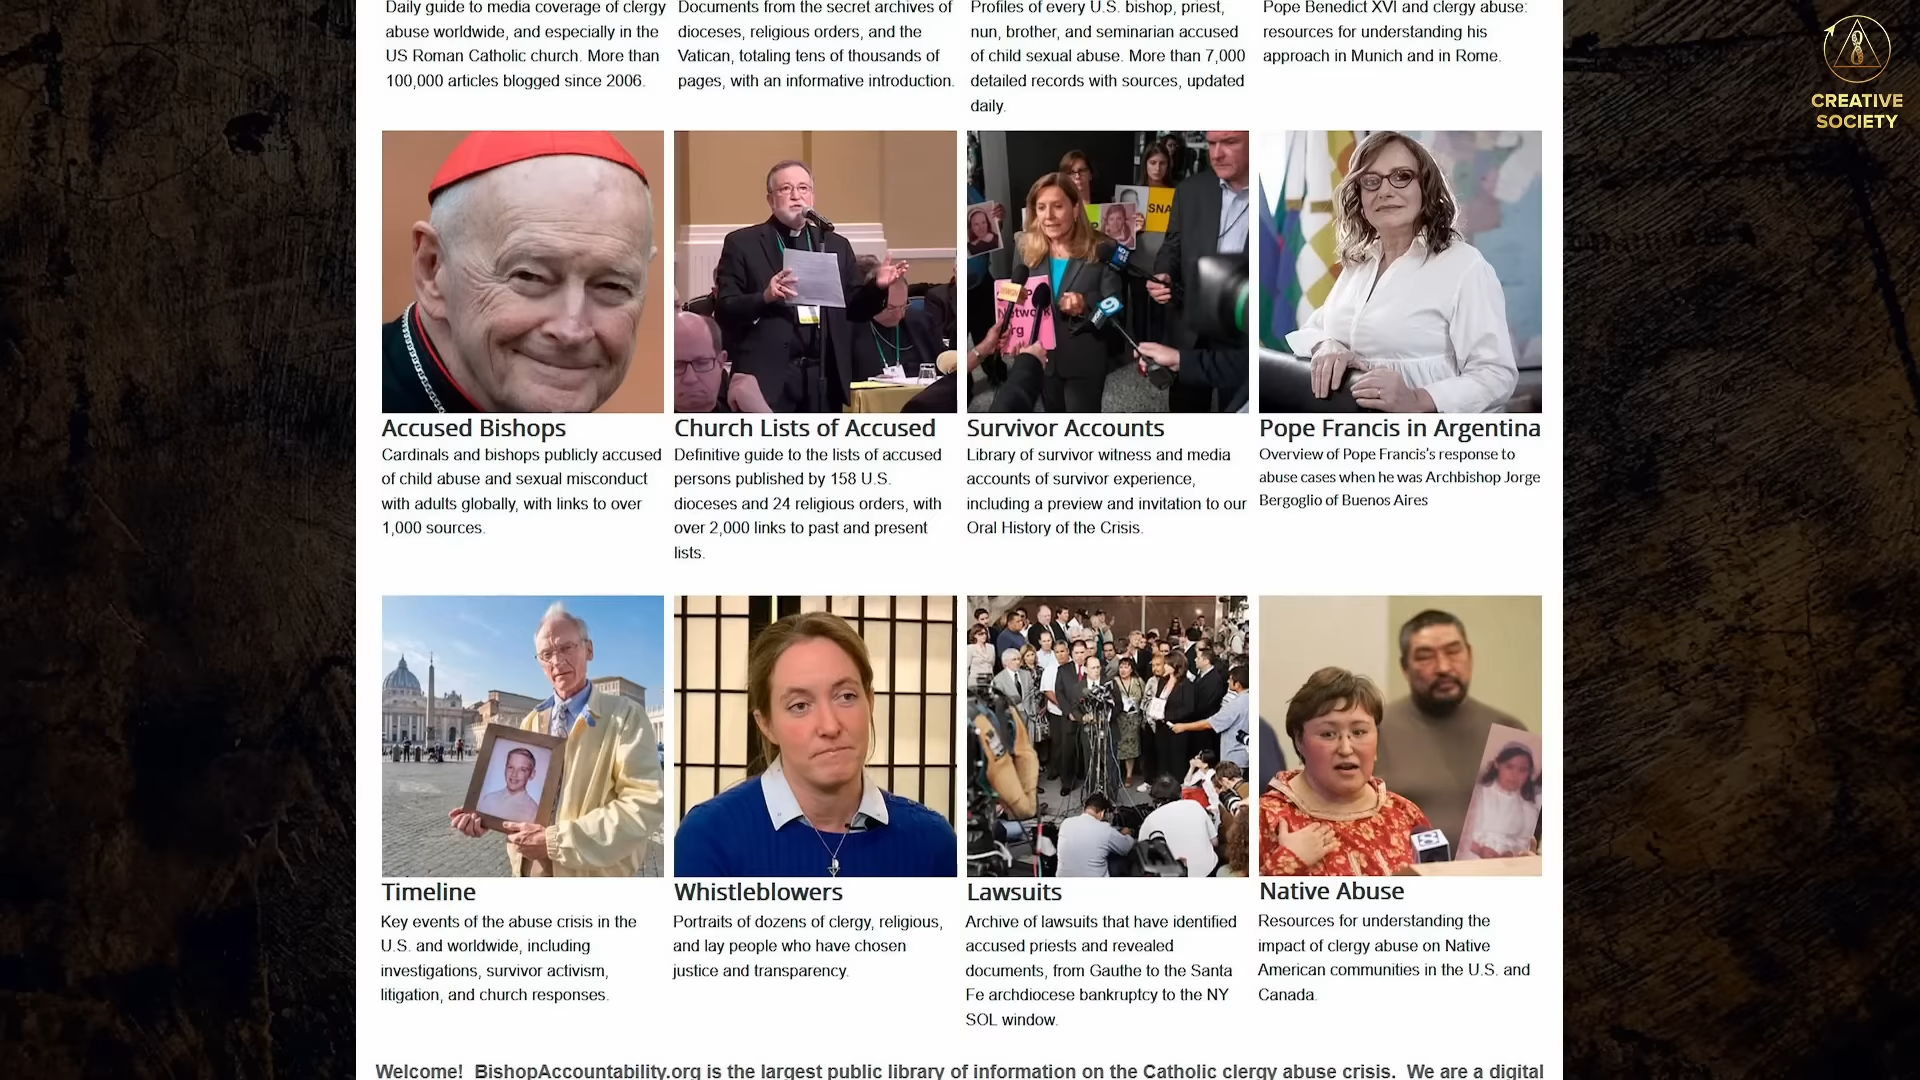 Daily guide to media coverage of clergy
abuse worldwide, and especially in the
US Roman Catholic church. More than
100,000 articles blogged since 2006.
Documents from the secret archives of
dioceses, religious orders, and the
Vatican, totaling tens of thousands of
pages, with an informative introduction.
Profiles of every U.S. bishop, priest,
nun, brother, and seminarian accused
of child sexual abuse. More than 7,000
detailed records with sources, updated
daily.
Pope Benedict XVI and clergy abuse:
resources for understanding his
approach in Munich and in Rome.
CREATIVE
SOCIETY
SNA
Netwo
rg
9
Accused Bishops
Cardinals and bishops publicly accused
of child abuse and sexual misconduct
with adults globally, with links to over
1,000 sources.
Church Lists of Accused
Definitive guide to the lists of accused
persons published by 158 U.S.
dioceses and 24 religious orders, with
over 2,000 links to past and present
lists.
Survivor Accounts
Library of survivor witness and media
accounts of survivor experience,
including a preview and invitation to our
Oral History of the Crisis.
Pope Francis in Argentina
Overview of Pope Francis's response to
abuse cases when he was Archbishop Jorge
Bergoglio of Buenos Aires
8
Timeline
Key events of the abuse crisis in the
U.S. and worldwide, including
investigations, survivor activism,
litigation, and church responses.
Whistleblowers
Portraits of dozens of clergy, religious,
and lay people who have chosen
justice and transparency.
Lawsuits
Archive of lawsuits that have identified
accused priests and revealed
documents, from Gauthe to the Santa
Fe archdiocese bankruptcy to the NY
SOL window.
Native Abuse
Resources for understanding the
impact of clergy abuse on Native
American communities in the U.S. and
Canada.
Welcome! BishopAccountability.org is the largest public library of information on the Catholic clergy abuse crisis. We are a digital